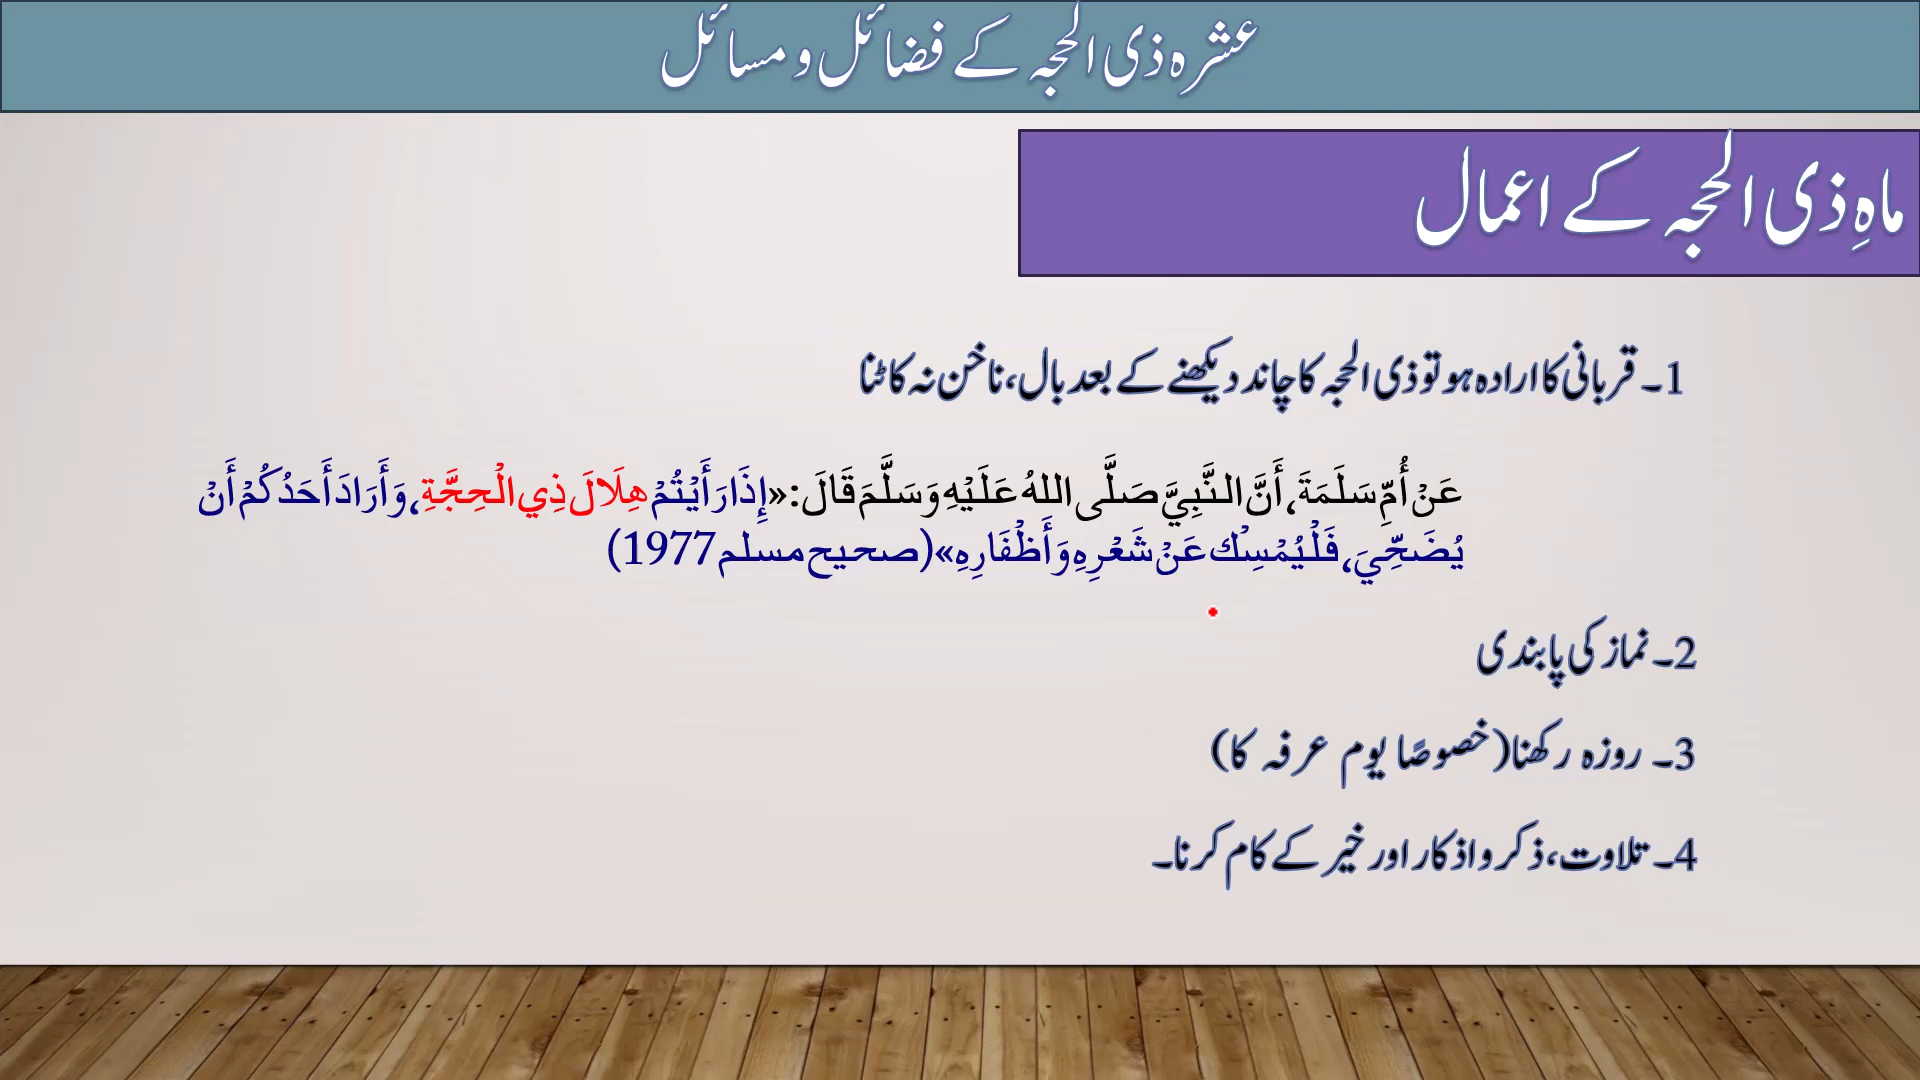 عشرہ ذی الحجہ کے فضائل و مسائل
ماہِ ذی الحجہ کے اعمال
1۔ قربانی کا ارادہ ہو تو ذی الحجہ کا چاند دیکھنے کے بعد بال، ناخن نہ کاٹنا
عَنْ أُمِّ سَلَمَةَ، أَنَّ النَّبِيَّ صَلَّى اللهُ عَلَيْهِ وَسَلَّمَ قَالَ: «إِذَا رَأَيْتُمْ هِلَالَ ذِي الْحِجَّةِ، وَأَرَادَ أَحَدُكُمْ أَنْ
يُضَحِّيَ، فَلْيُمْسِكْ عَنْ شَعْرِهِ وَأَظْفَارِهِ» (صحيح مسلم 1977)
2۔ نماز کی پابندی
3۔ روزہ رکھنا (خصوصًا یوم عرفہ کا)
4۔ تلاوت، ذکر و اذکار اور خیر کے کام کرنا۔